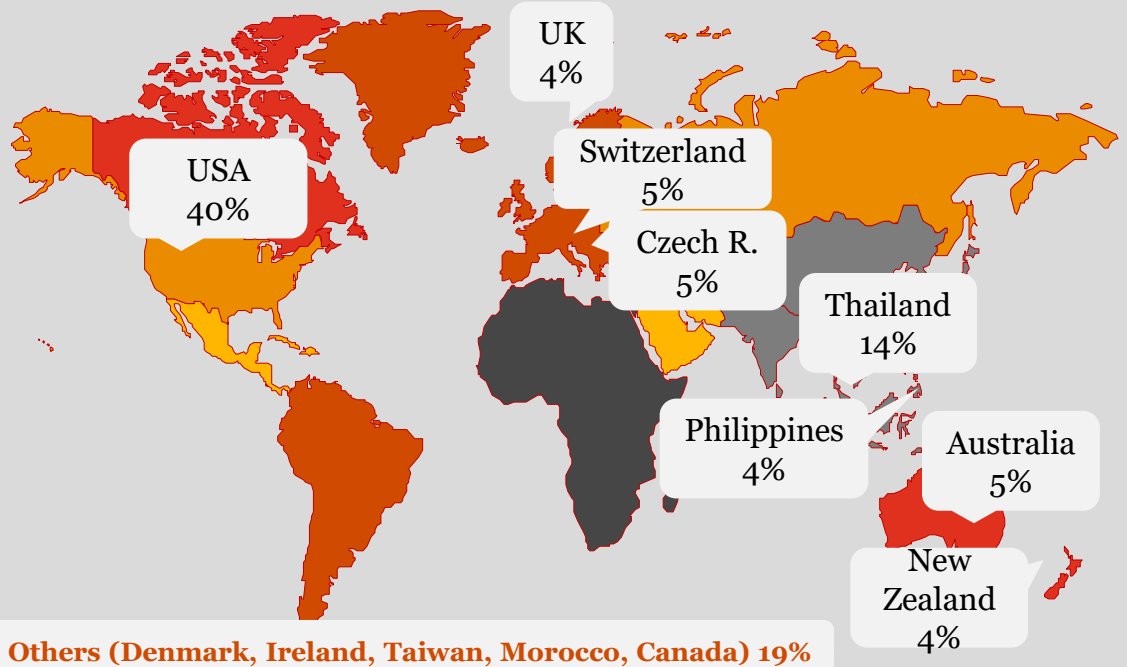 UK
4%
USA
40%
Switzerland
5%
Czech R.
5%
Thailand
14%
Philippines
4%
Australia
5%
New
Zealand
4%
Others (Denmark, Ireland, Taiwan, Morocco, Canada) 19%